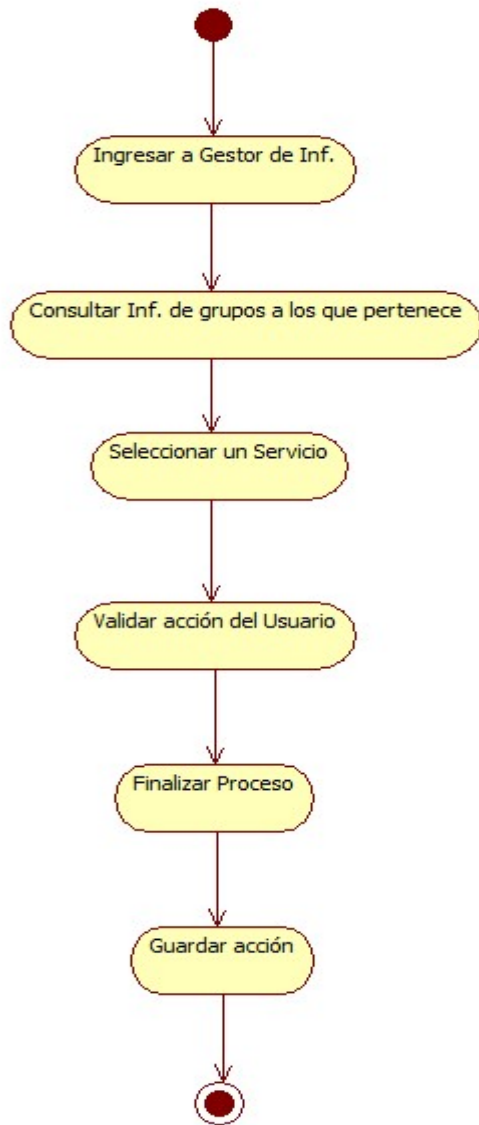 Ingresar a Gestor de Inf.
Consultar Inf. de grupos a los que pertenece
Seleccionar un Servicio
Validar acción del Usuario
Finalizar Proceso
Guardar acción